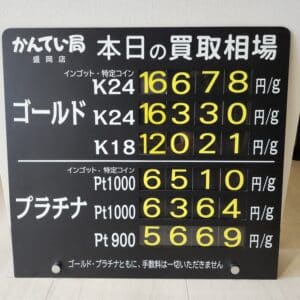 かんてい局 本日の買取相場
盛岡店
インゴット・特定コイン
K24 16678 円/g
ゴールド K24 16330 円/g
K18 12021 円/g
インゴット・特定コイン
Pt1000 6510 円/g
プラチナ Pt1000 6364 円/g
Pt900 5669 円/g
ゴールド・プラチナともに、手数料は一切いただきません